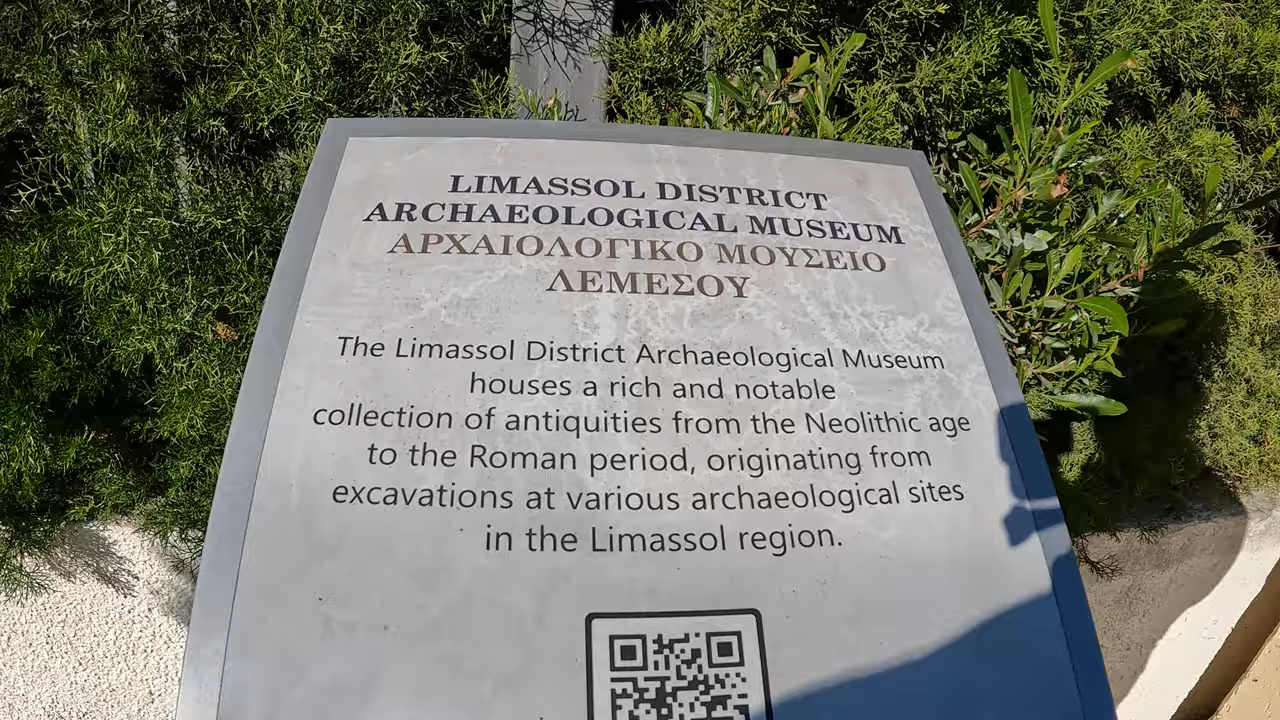 LIMASSOL DISTRICT
ARCHAEOLOGICAL MUSEUM
ΑΡΧΑΙΟΛΟΓΙΚΟ ΜΟΥΣΕΙΟ
ΛΕΜΕΣΟΥ
The Limassol District Archaeological Museum
houses a rich and notable
collection of antiquities from the Neolithic age
to the Roman period, originating from
excavations at various archaeological sites
in the Limassol region.